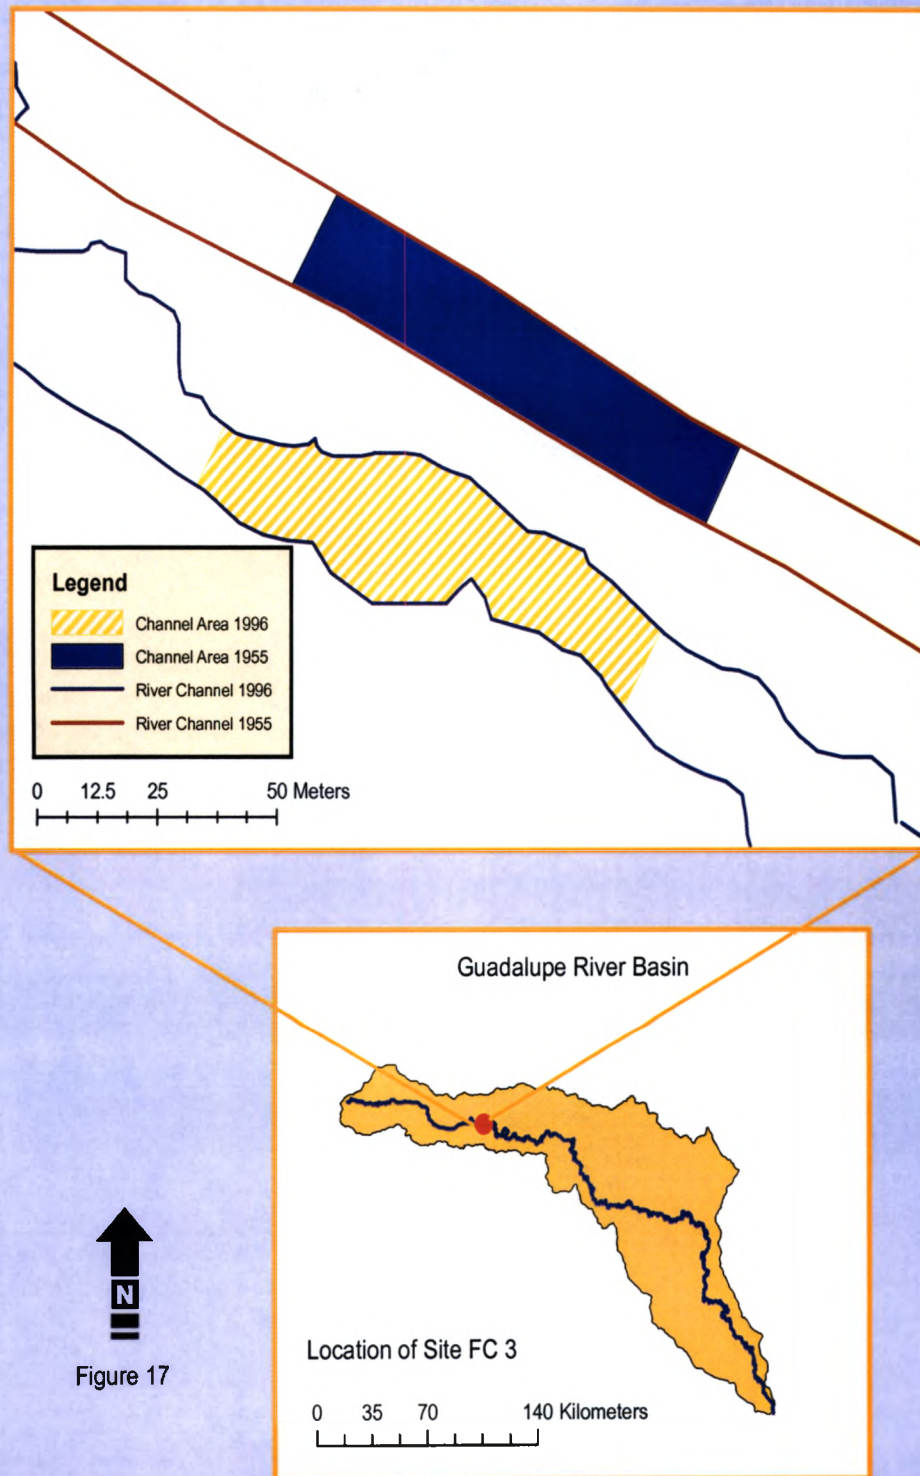 Legend
Channel Area 1996
Channel Area 1955
River Channel 1996
River Channel 1955
0 12.5 25 50 Meters
Guadalupe River Basin
N
Figure 17
Location of Site FC 3
0 35 70 140 Kilometers